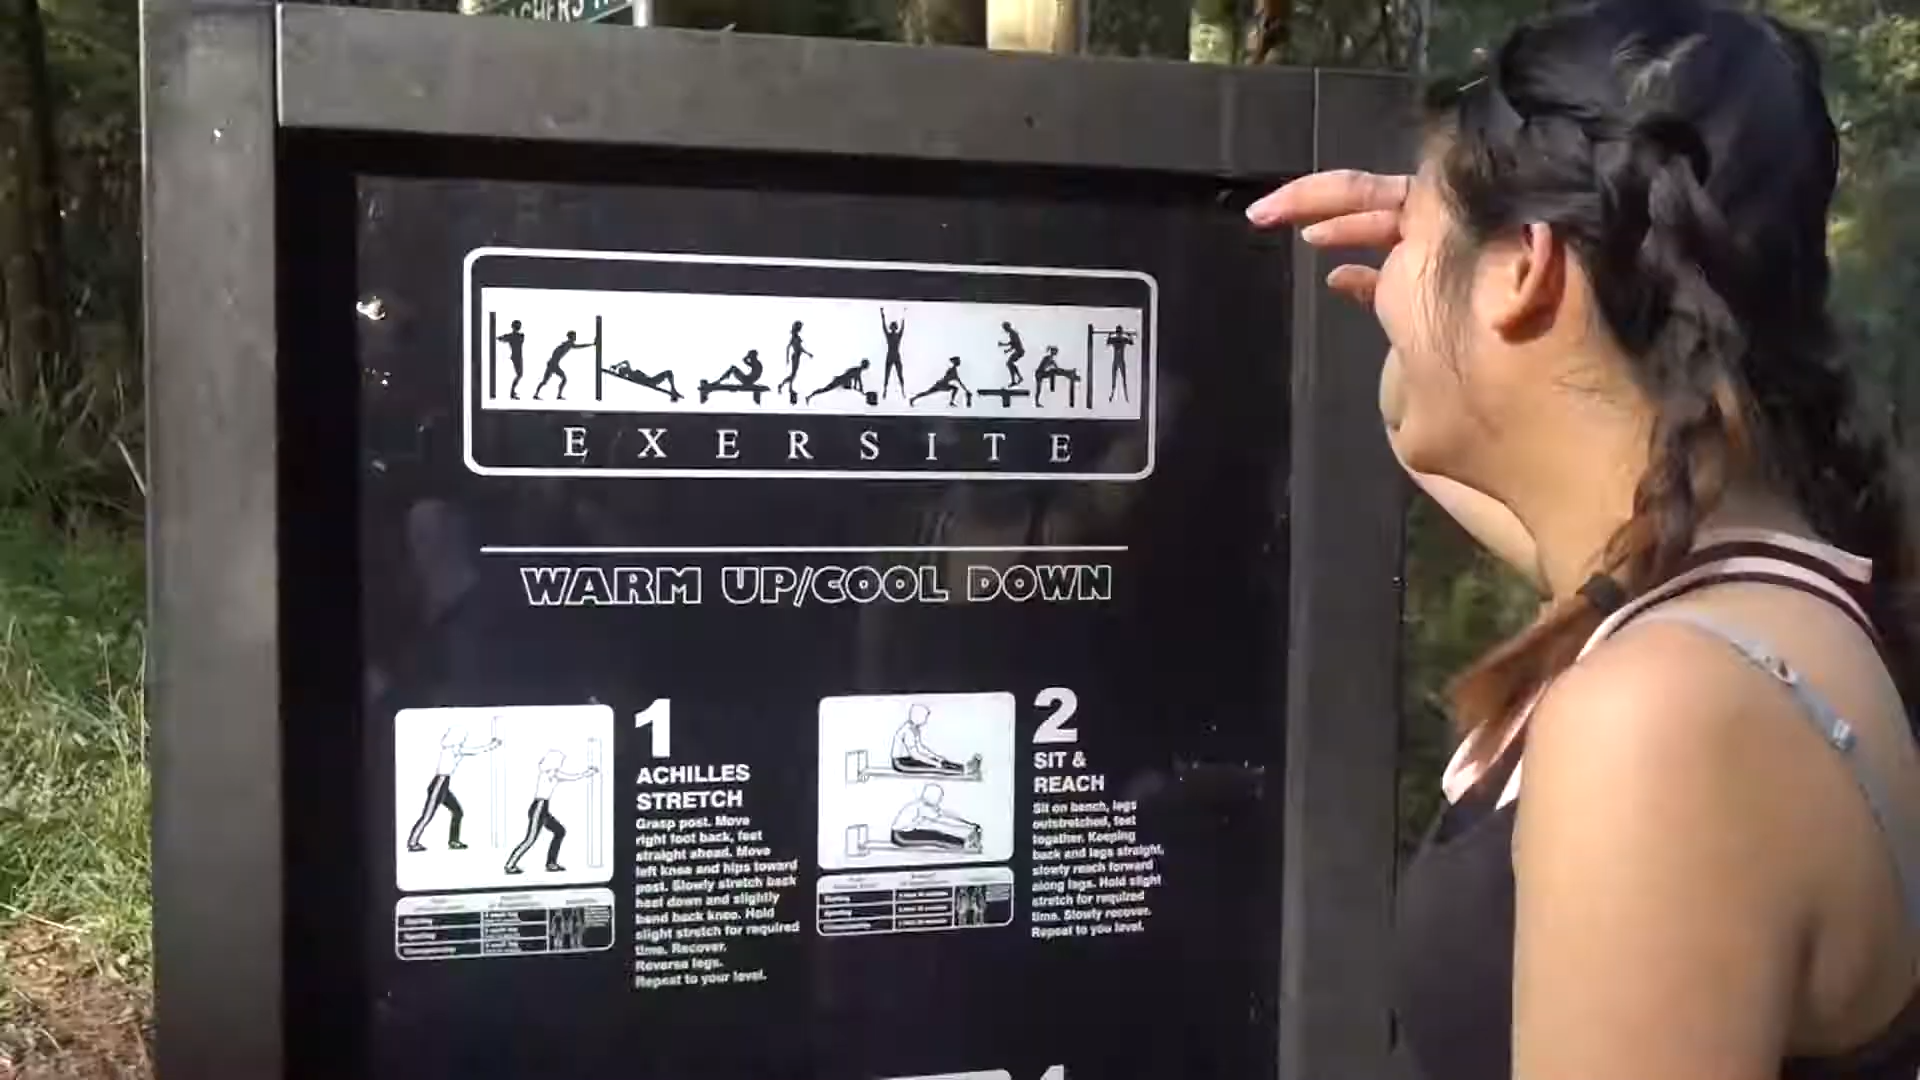 ACHERS
EXERSITE
WARM UP/COOL DOWN
1
ACHILLES
STRETCH
Grasp post. Move
right foot back, feet
straight ahead. Move
left knee and hips toward
post. Slowly stretch back
heel down and slightly
bend back knee. Hold
slight stretch for required
time. Recover.
Reverse legs.
Repeat to your level.
2
SIT &
REACH
Sit on bench, legs
outstretched, feet
together. Keeping
back and legs straight,
slowly reach forward
along legs. Hold slight
stretch for required
time. Slowly recover.
Repeat to you level.